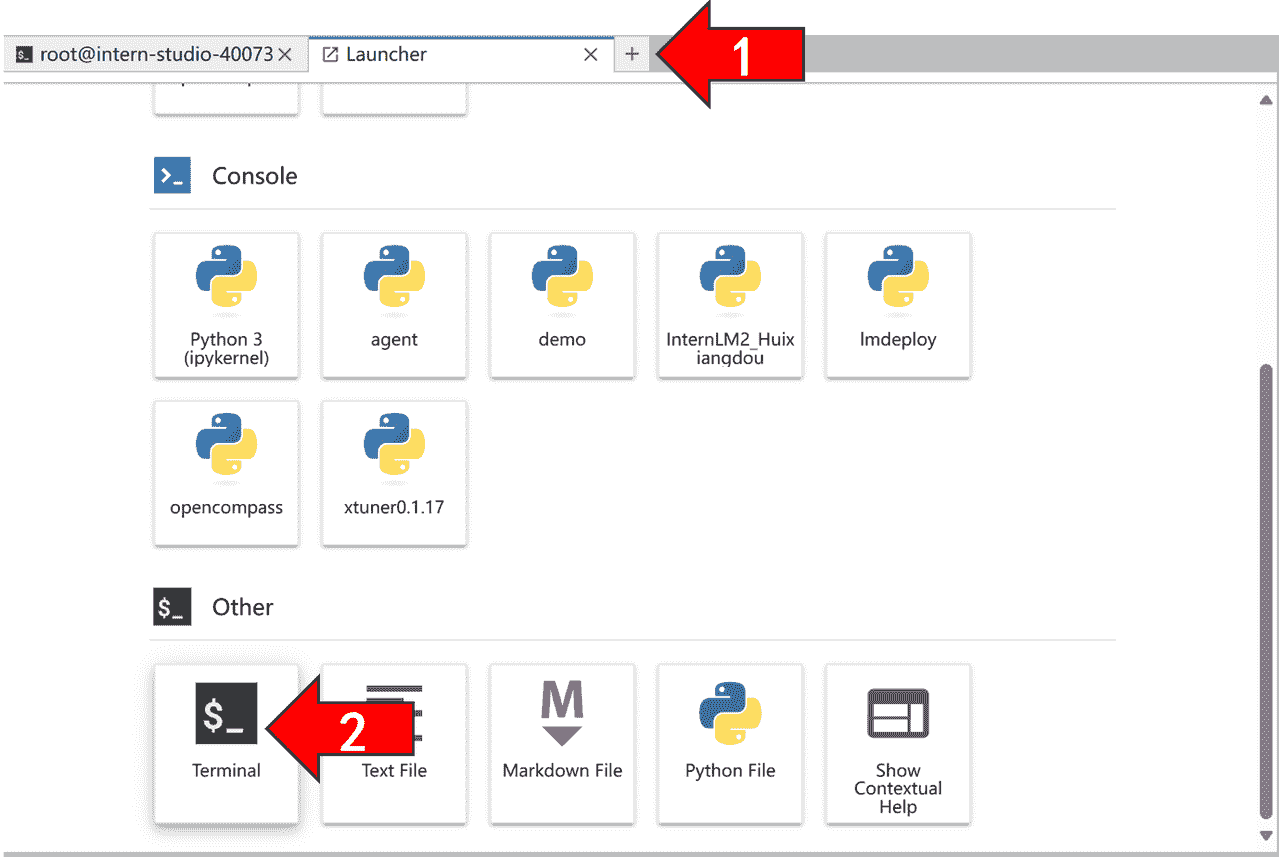 root@intern-studio-40073
Launcher
1
Console
Python 3
(ipykernel)
agent
demo
InternLM2_Huix
iangdou
lmdeploy
opencompass
xtuner0.1.17
$_
Other
$_
2
Terminal
Text File
M
Markdown File
Python File
Show
Contextual
Help